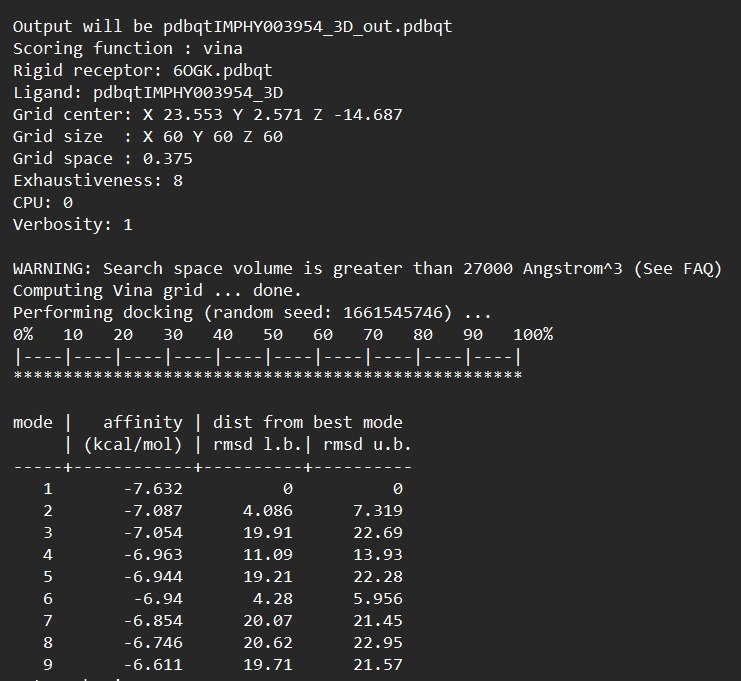 Output will be pdbqtIMPHY003954_3D_out.pdbqt
Scoring function : vina
Rigid receptor: 6OGK.pdbqt
Ligand: pdbqtIMPHY003954_3D
Grid center: X 23.553 Y 2.571 Z -14.687
Grid size  : X 60 Y 60 Z 60
Grid space : 0.375
Exhaustiveness: 8
CPU: 0
Verbosity: 1
WARNING: Search space volume is greater than 27000 Angstrom^3 (See FAQ)
Computing Vina grid ... done.
Performing docking (random seed: 1661545746) ...
0%   10   20   30   40   50   60   70   80   90   100%
|----|----|----|----|----|----|----|----|----|----|
***************************************************
mode |   affinity | dist from best mode
     | (kcal/mol) | rmsd l.b.| rmsd u.b.
-----+------------+----------+----------
   1       -7.632          0          0
   2       -7.087      4.086      7.319
   3       -7.054      19.91      22.69
   4       -6.963      11.09      13.93
   5       -6.944      19.21      22.28
   6        -6.94       4.28      5.956
   7       -6.854      20.07      21.45
   8       -6.746      20.62      22.95
   9       -6.611      19.71      21.57